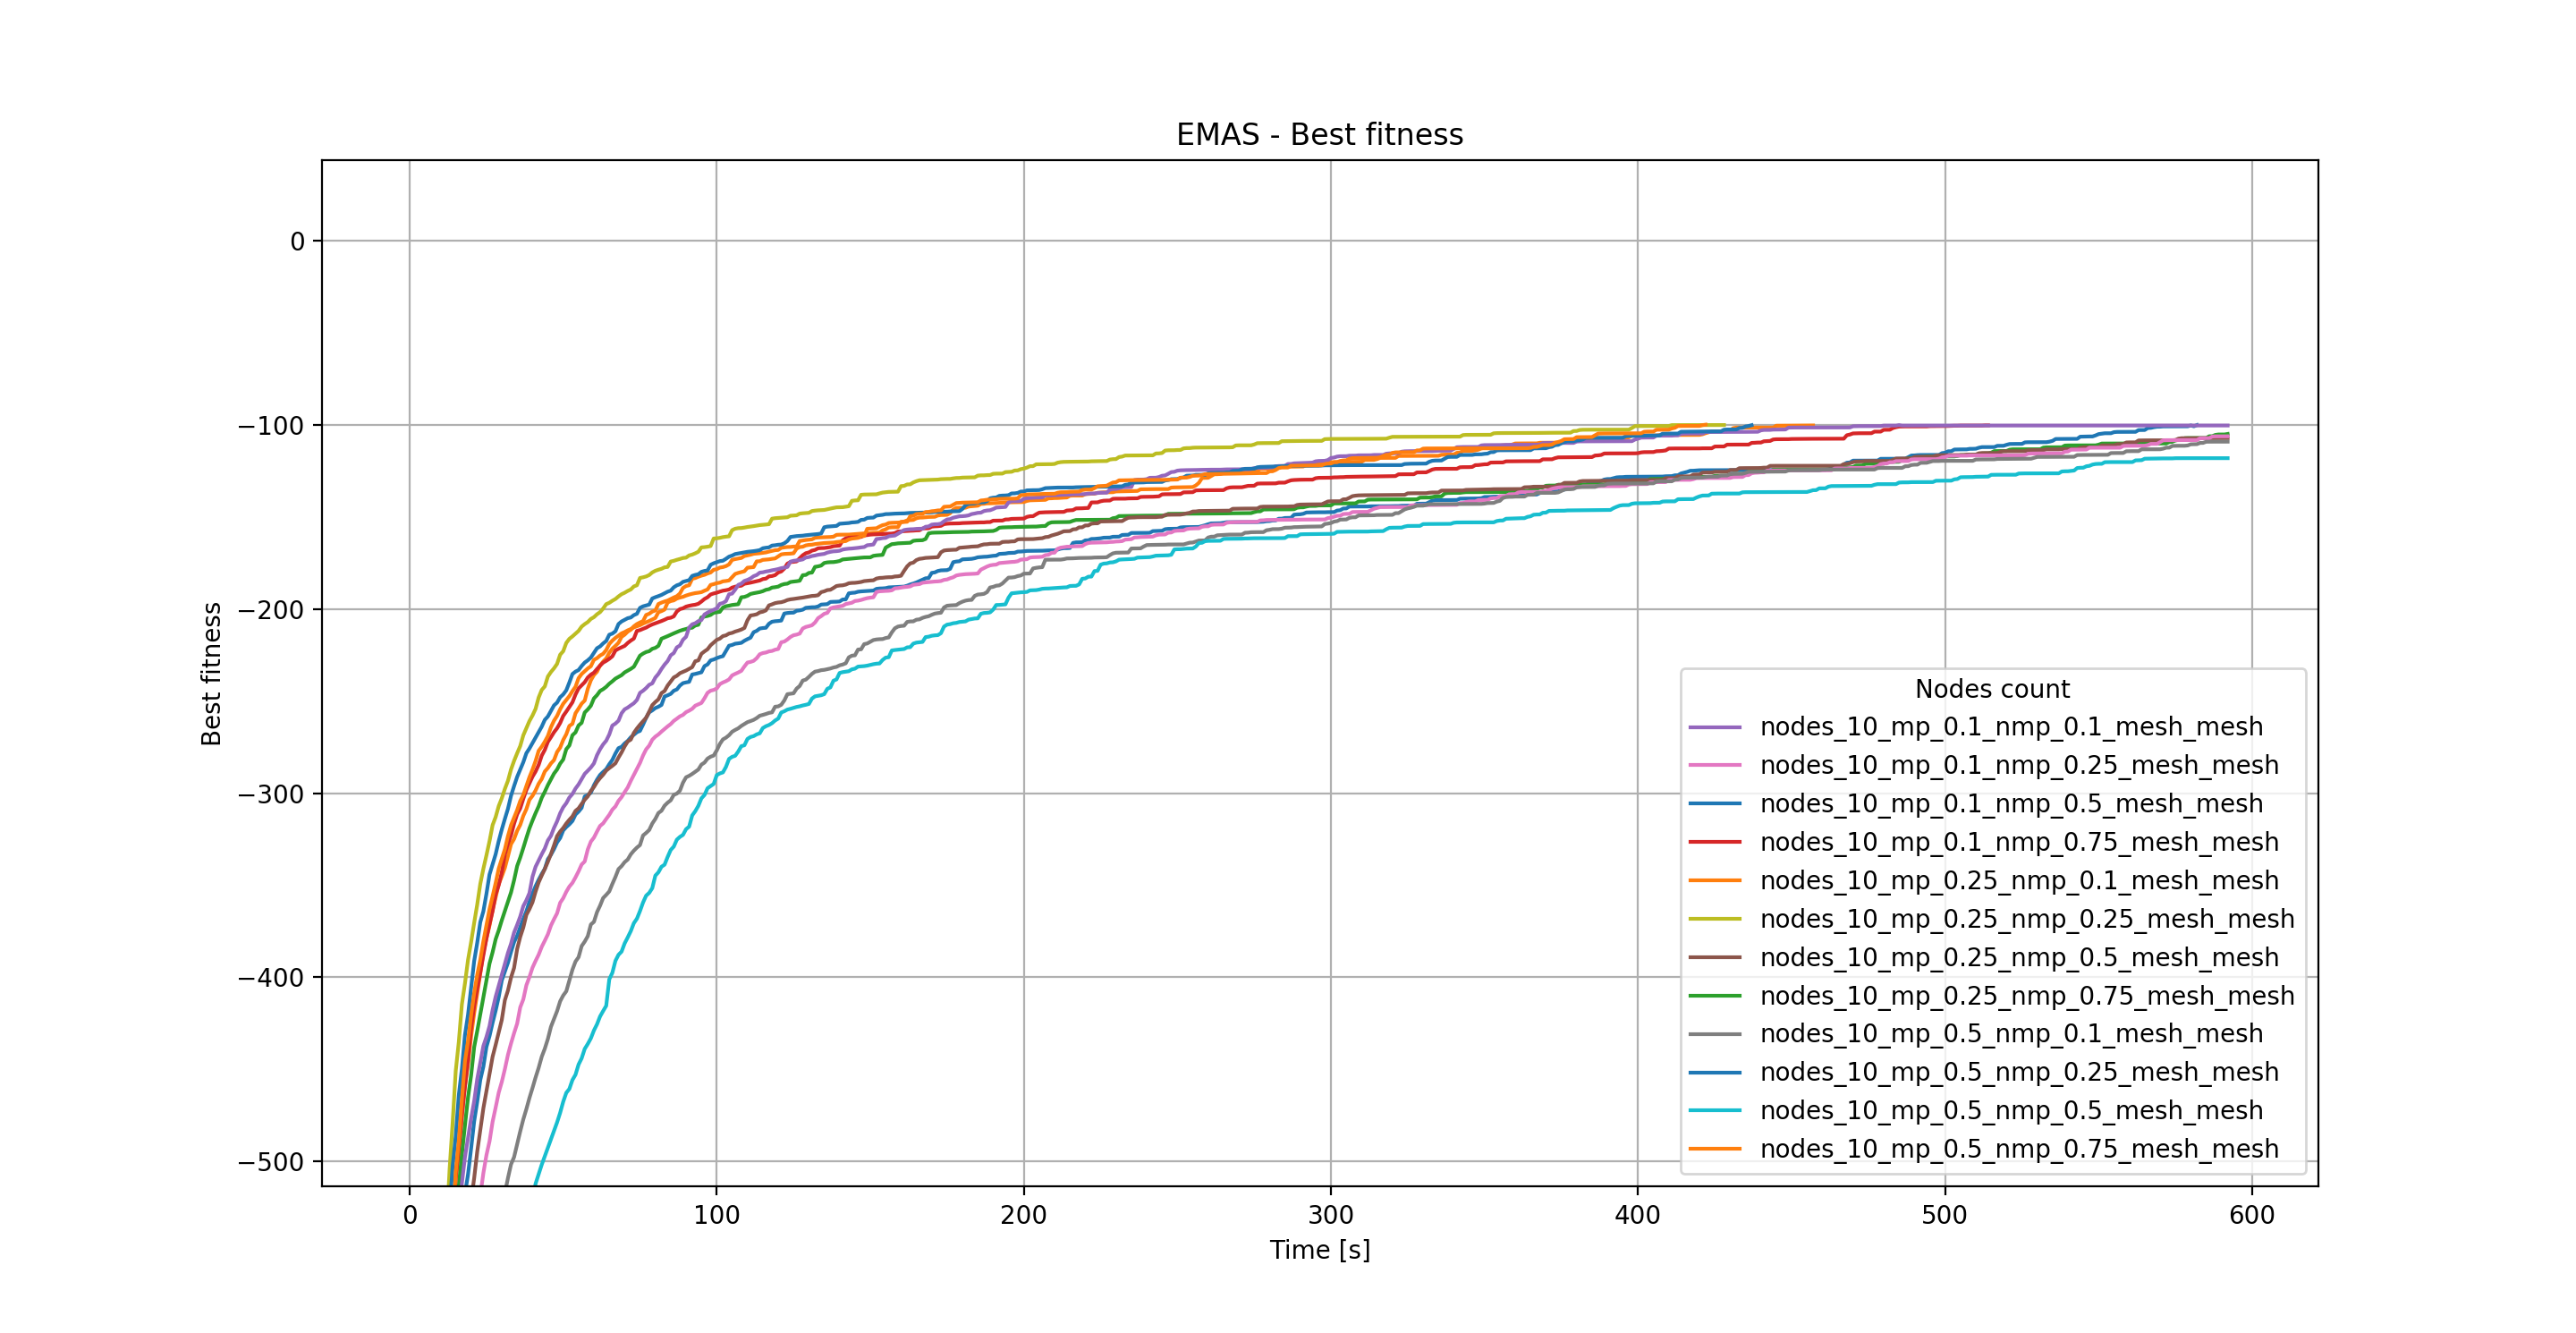 EMAS - Best fitness
Best fitness
0
−100
−200
−300
−400
−500
0
100
200
300
400
500
600
Time [s]
Nodes count
nodes_10_mp_0.1_nmp_0.1_mesh_mesh
nodes_10_mp_0.1_nmp_0.25_mesh_mesh
nodes_10_mp_0.1_nmp_0.5_mesh_mesh
nodes_10_mp_0.1_nmp_0.75_mesh_mesh
nodes_10_mp_0.25_nmp_0.1_mesh_mesh
nodes_10_mp_0.25_nmp_0.25_mesh_mesh
nodes_10_mp_0.25_nmp_0.5_mesh_mesh
nodes_10_mp_0.25_nmp_0.75_mesh_mesh
nodes_10_mp_0.5_nmp_0.1_mesh_mesh
nodes_10_mp_0.5_nmp_0.25_mesh_mesh
nodes_10_mp_0.5_nmp_0.5_mesh_mesh
nodes_10_mp_0.5_nmp_0.75_mesh_mesh